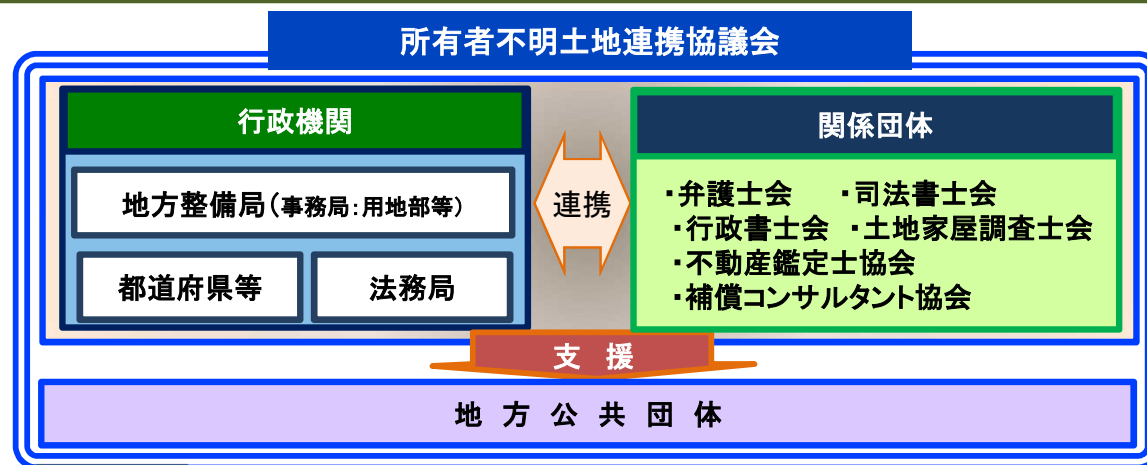 所有者不明土地連携協議会
行政機関
地方整備局(事務局:用地部等)
都道府県等
法務局
連携
関係団体
・弁護士会 ・司法書士会
・行政書士会 ・土地家屋調査士会
・不動産鑑定士協会
・補償コンサルタント協会
支 援
地 方 公 共 団 体